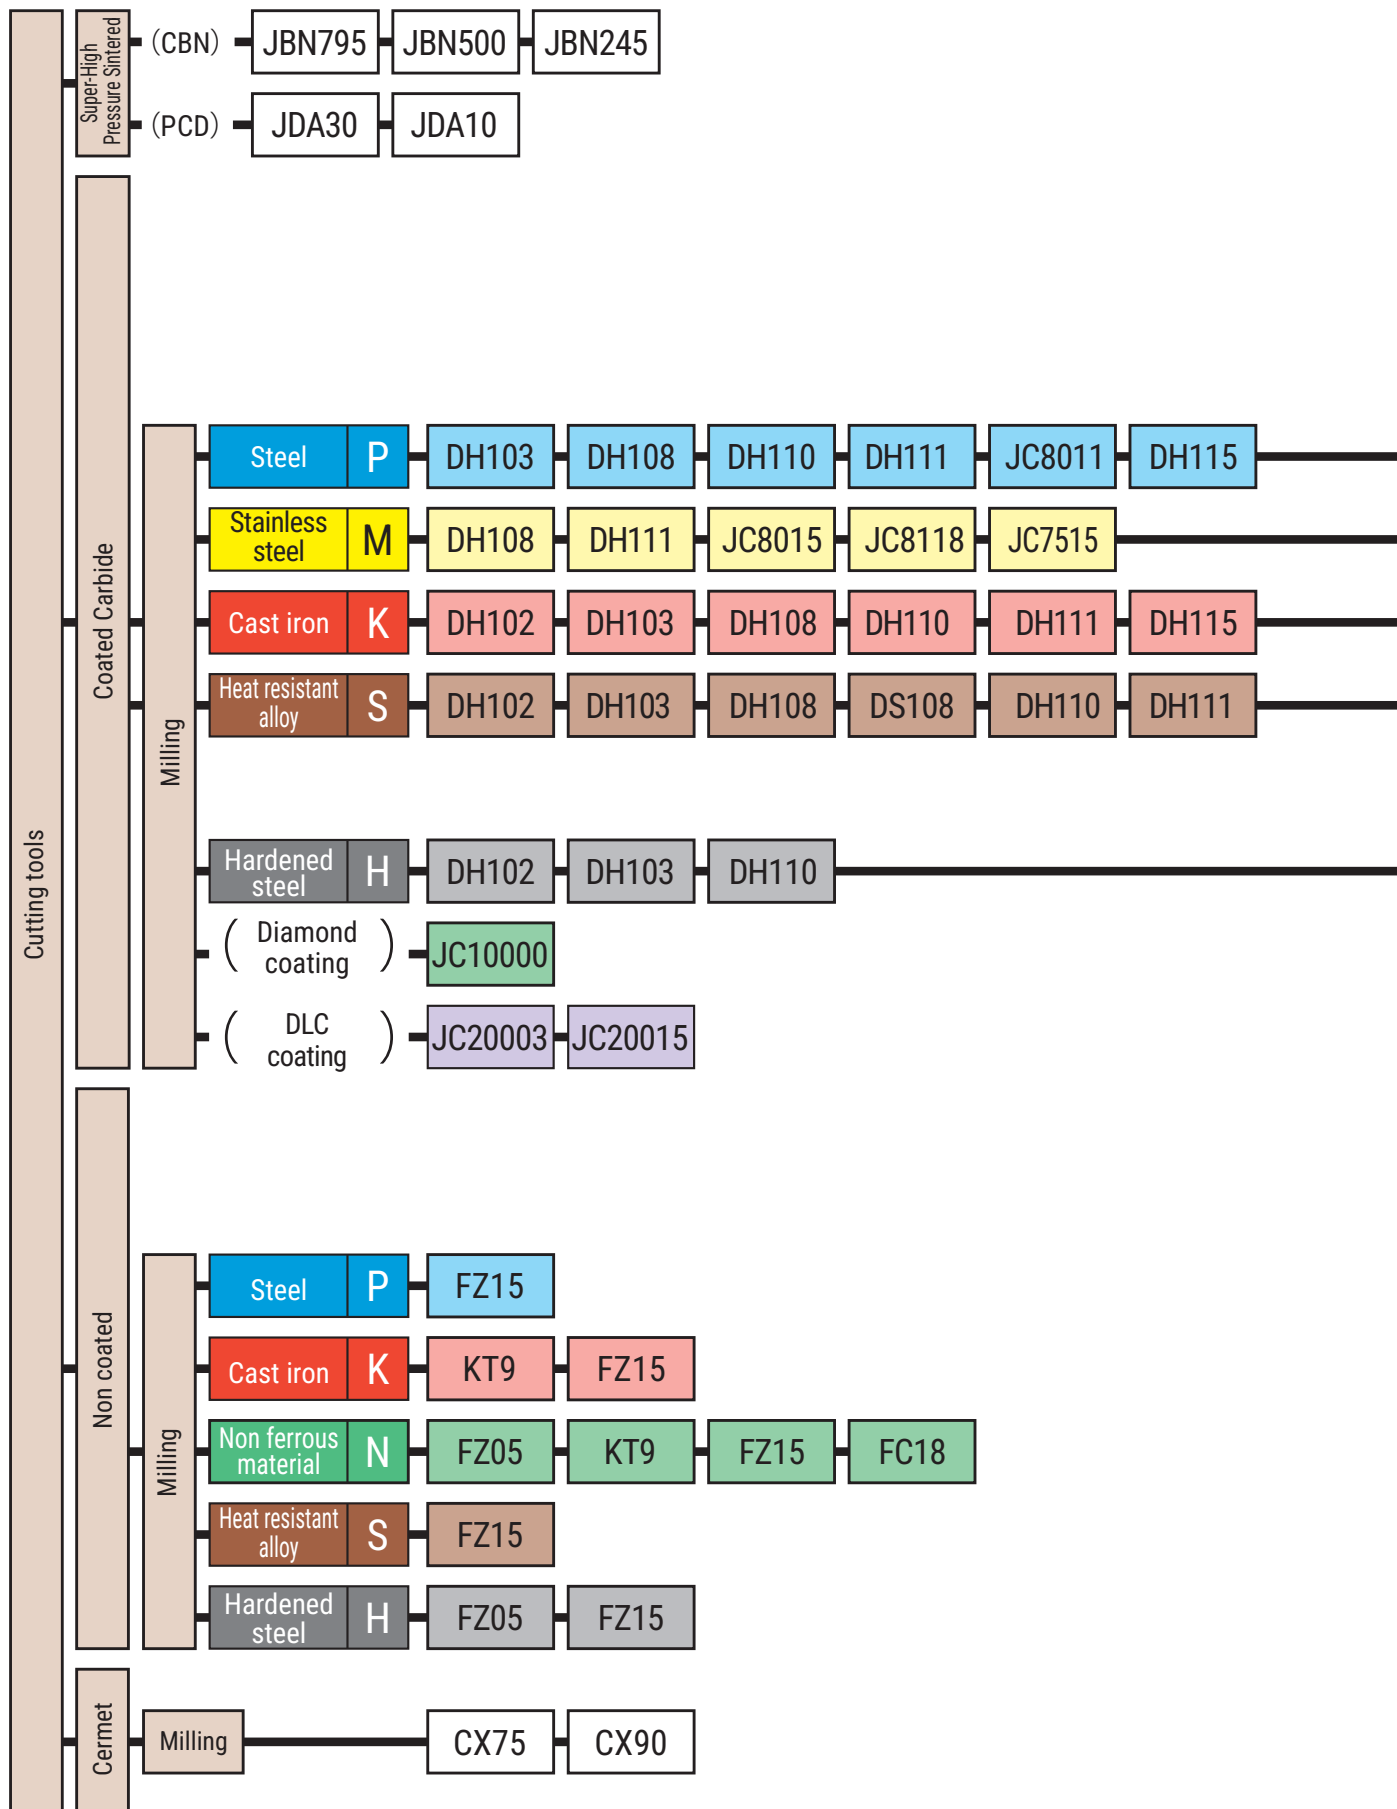 Cutting tools
Super-High
Pressure Sintered
(CBN)
JBN795
JBN500
JBN245
(PCD)
JDA30
JDA10
Coated Carbide
Milling
Steel
P
DH103
DH108
DH110
DH111
JC8011
DH115
Stainless
steel
M
DH108
DH111
JC8015
JC8118
JC7515
Cast iron
K
DH102
DH103
DH108
DH110
DH111
DH115
Heat resistant
alloy
S
DH102
DH103
DH108
DS108
DH110
DH111
Hardened
steel
H
DH102
DH103
DH110
( Diamond
coating )
JC10000
( DLC
coating )
JC20003
JC20015
Non coated
Milling
Steel
P
FZ15
Cast iron
K
KT9
FZ15
Non ferrous
material
N
FZ05
KT9
FZ15
FC18
Heat resistant
alloy
S
FZ15
Hardened
steel
H
FZ05
FZ15
Cermet
Milling
CX75
CX90